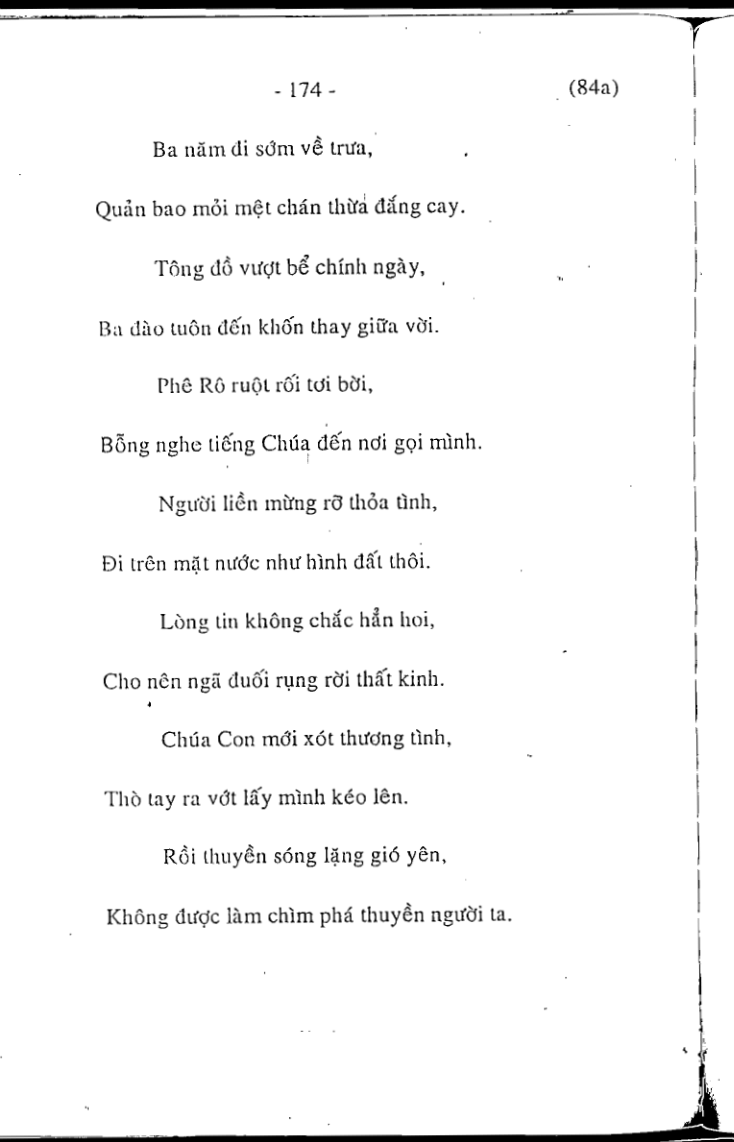 - 174 - (84a)
Ba năm đi sớm về trưa,
Quản bao mỏi mệt chán thừa đắng cay.
Tông đồ vượt bể chính ngày,
Ba đào tuôn đến khốn thay giữa vời.
Phê Rô ruột rối tơi bời,
Bỗng nghe tiếng Chúa đến nơi gọi mình.
Người liền mừng rỡ thỏa tình,
Đi trên mặt nước như hình đất thôi.
Lòng tin không chắc hẳn hoi,
Cho nên ngã đuối rụng rời thất kinh.
Chúa Con mới xót thương tình,
Thò tay ra vớt lấy mình kéo lên.
Rồi thuyền sóng lặng gió yên,
Không được làm chìm phá thuyền người ta.